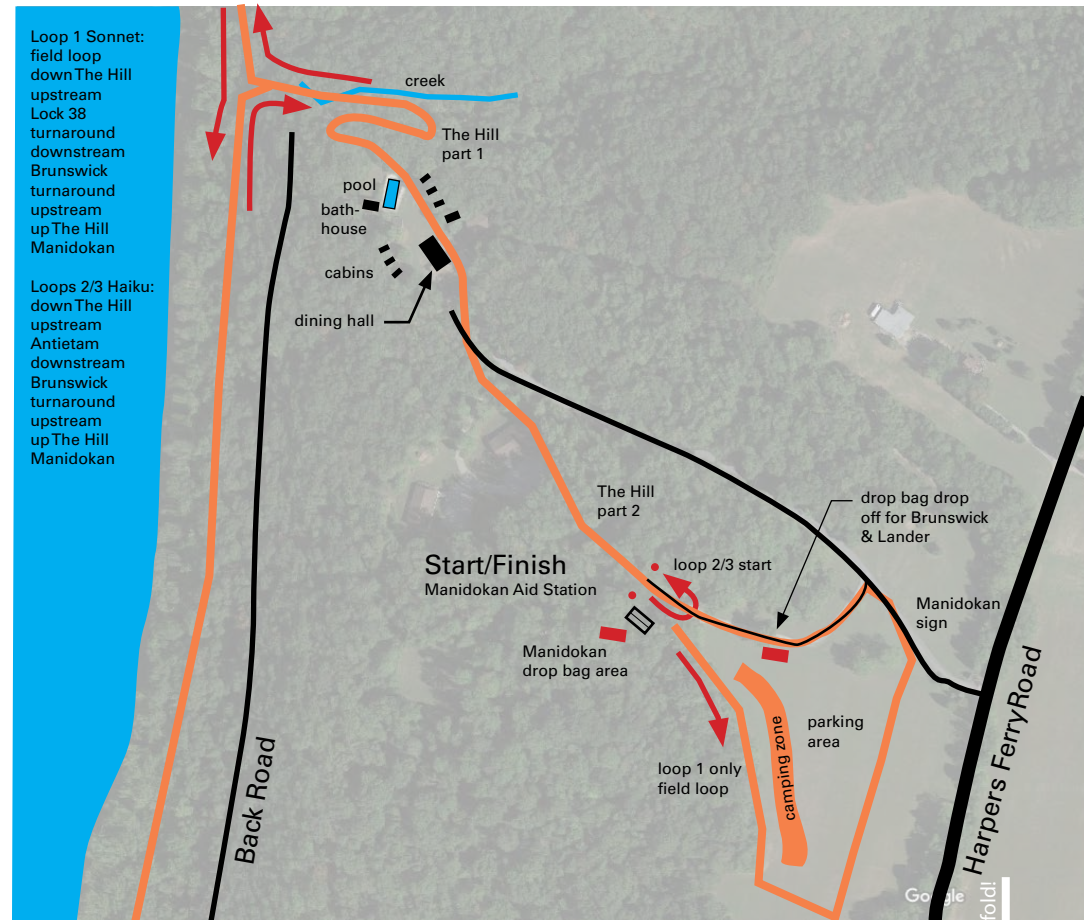 Loop 1 Sonnet:
field loop
down The Hill
upstream
Lock 38
turnaround
downstream
Brunswick
turnaround
upstream
up The Hill
Manidokan
Loops 2/3 Haiku:
down The Hill
upstream
Antietam
downstream
Brunswick
turnaround
upstream
up The Hill
Manidokan
creek
The Hill
part 1
pool
bath-
house
cabins
dining hall
The Hill
part 2
drop bag drop
off for Brunswick
& Lander
Start/Finish
Manidokan Aid Station
loop 2/3 start
Manidokan
sign
Manidokan
drop bag area
parking
area
camping zone
loop 1 only
field loop
Back Road
Harpers Ferry Road
Google
fold!